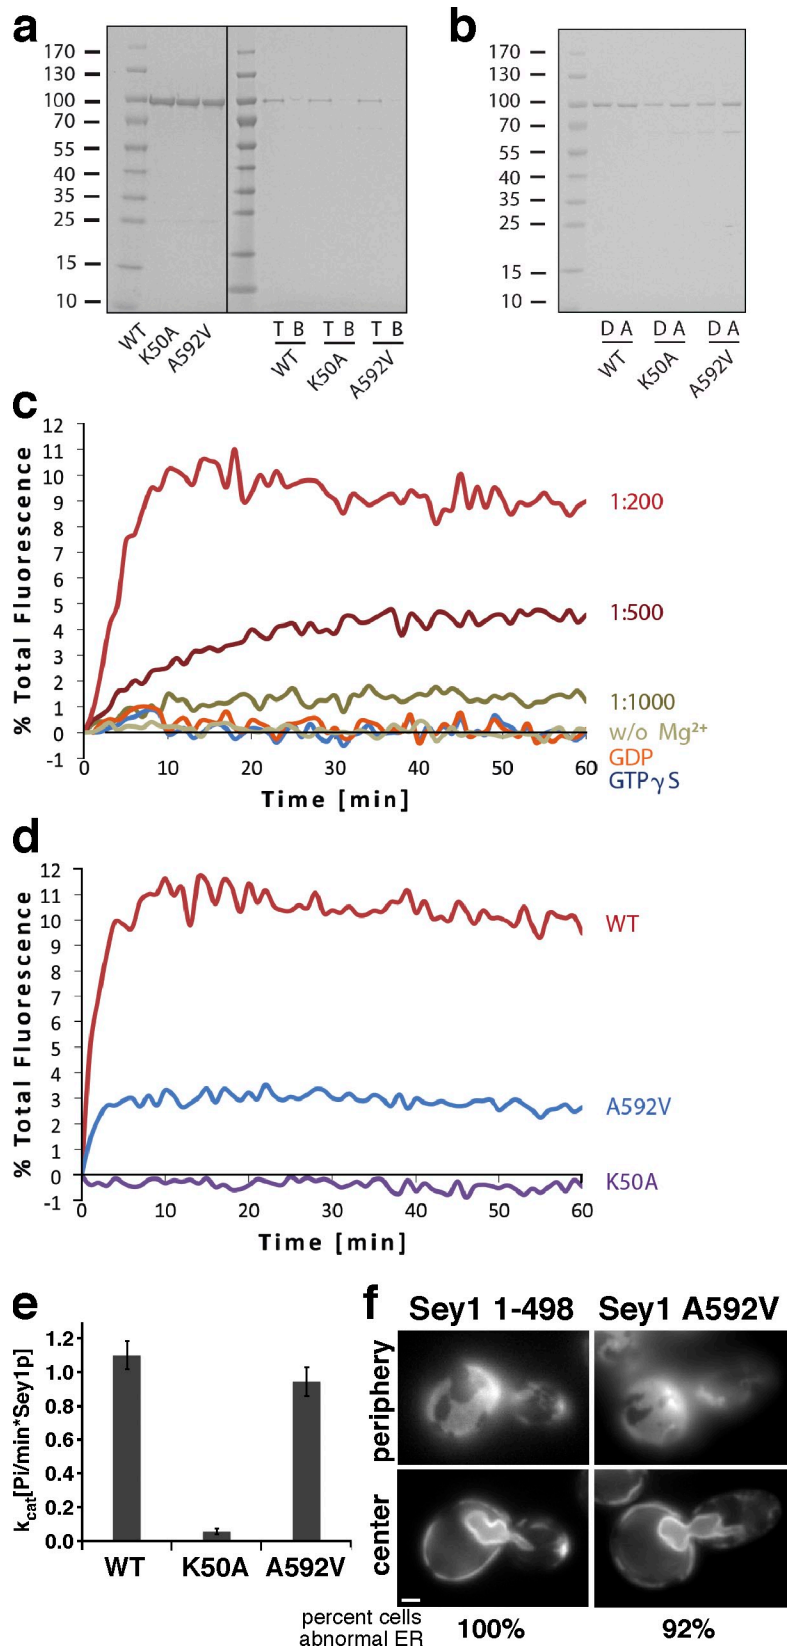 a
170
130
100
70
55
40
35
25
15
10
WT
K50A
A592V
T B
T B
T B
WT
K50A
A592V
b
170
130
100
70
55
40
35
25
15
10
D A
D A
D A
WT
K50A
A592V
c
12
11
10
9
8
7
6
5
4
3
2
1
0
-1
% Total Fluorescence
0
10
20
30
40
50
60
Time [min]
1:200
1:500
1:1000
w/o Mg²⁺
GDP
GTPγS
d
12
11
10
9
8
7
6
5
4
3
2
1
0
-1
% Total Fluorescence
0
10
20
30
40
50
60
Time [min]
WT
A592V
K50A
e
kcat[Pi/min*Sey1p]
1.2
1.0
0.8
0.6
0.4
0.2
0.0
WT
K50A
A592V
f
Sey1 1-498
Sey1 A592V
periphery
center
percent cells
abnormal ER
100%
92%